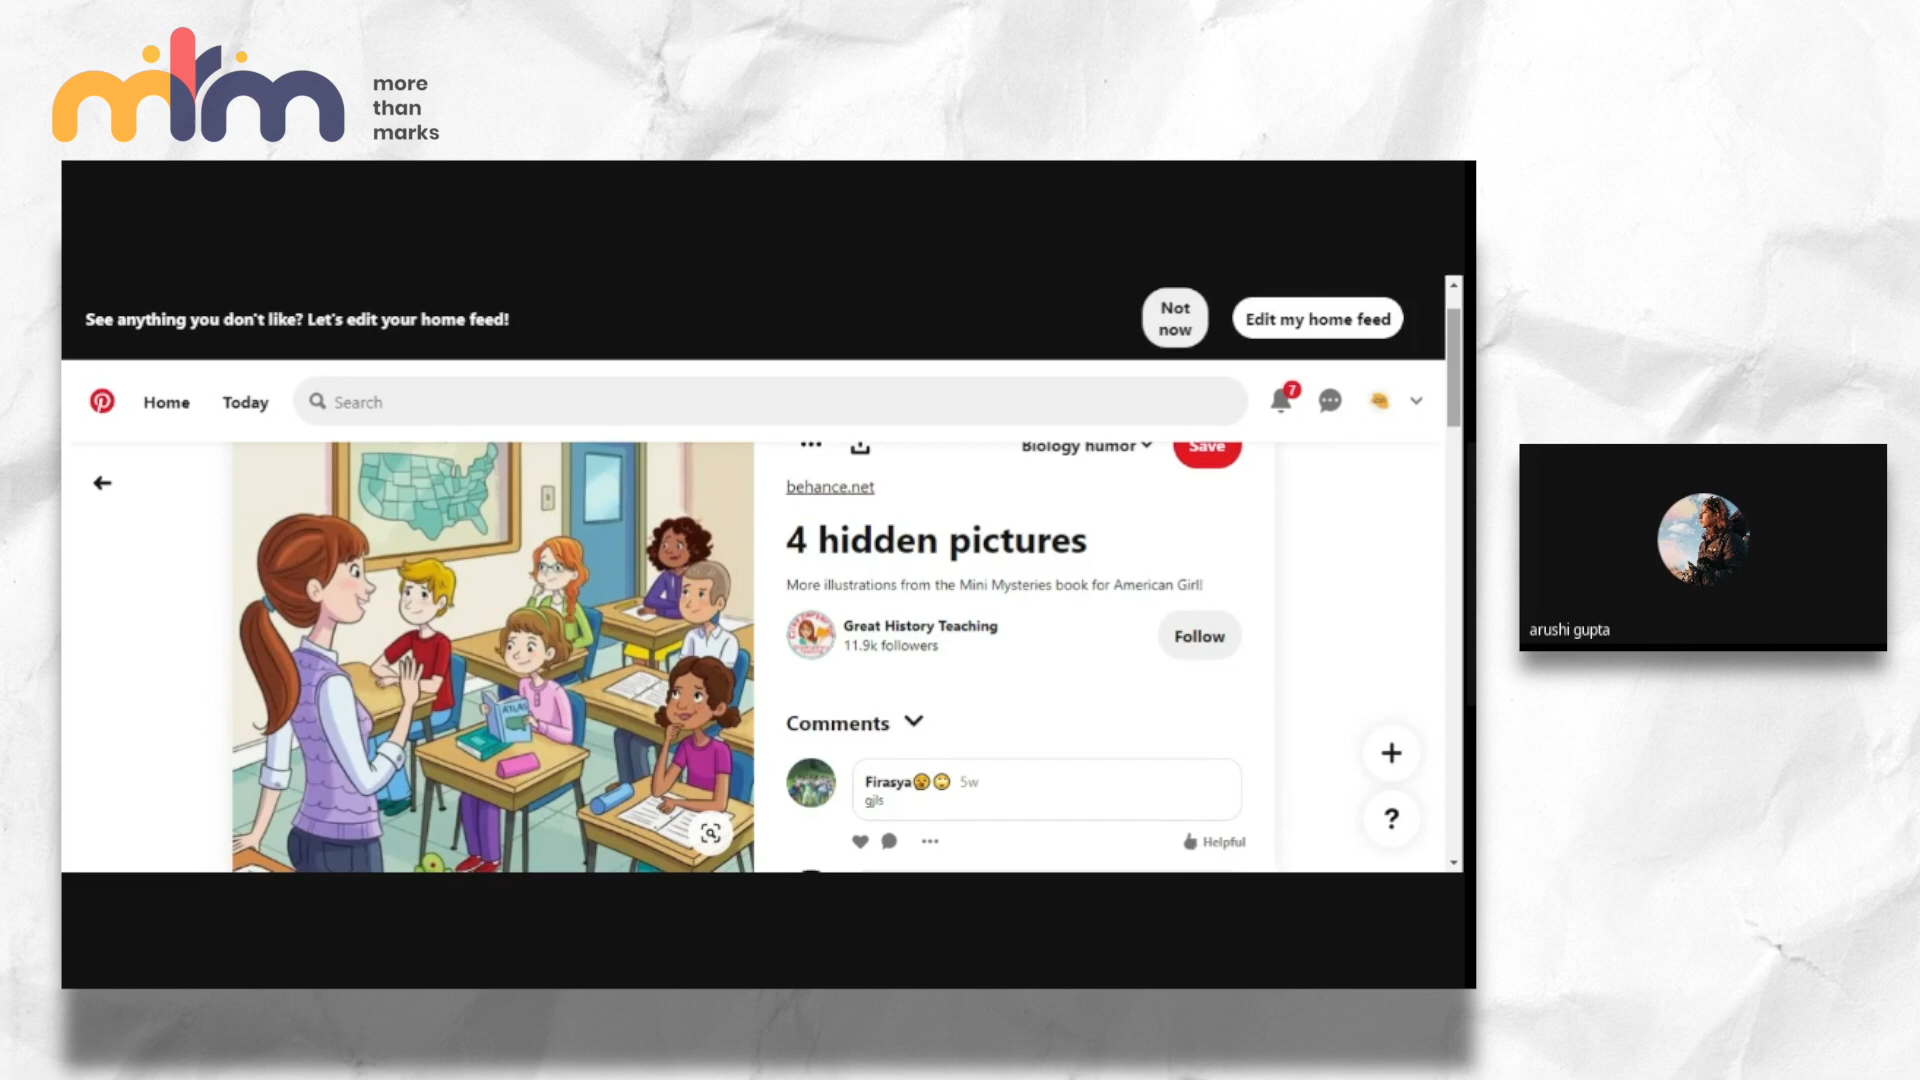 mtm
more
than
marks
See anything you don't like? Let's edit your home feed!
Not
now
Edit my home feed
Home
Today
Search
7
Biology humor
Save
behance.net
4 hidden pictures
More illustrations from the Mini Mysteries book for American Girl!
Great History Teaching
11.9k followers
Follow
Comments
ATLAS
Firasya😮🙄 5w
gjls
Helpful
?
arushi gupta